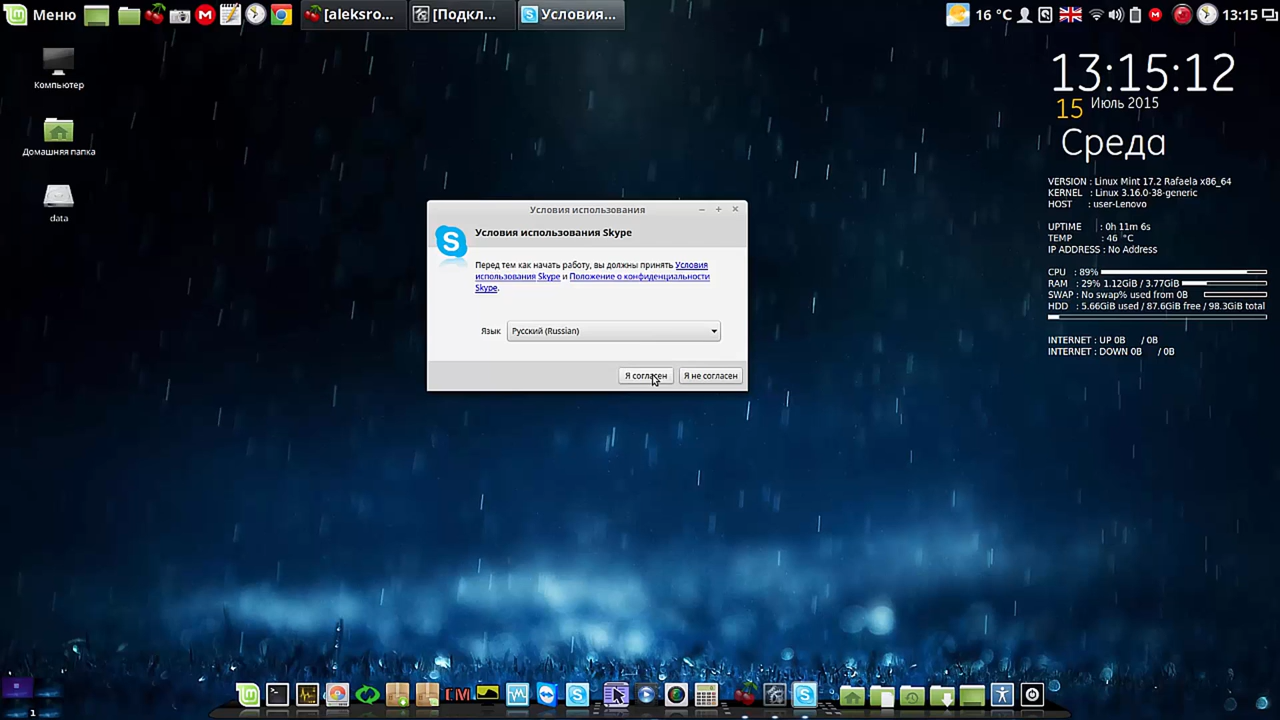 Меню
[aleksro...
[Подкл...
Условия...
16 °C
13:15
Компьютер
Домашняя папка
data
13:15:12
15 Июль 2015
Среда
VERSION : Linux Mint 17.2 Rafaela x86_64
KERNEL : Linux 3.16.0-38-generic
HOST : user-Lenovo
UPTIME : 0h 11m 6s
TEMP : 46 °C
IP ADDRESS : No Address
CPU : 89%
RAM : 29% 1.12GiB / 3.77GiB
SWAP : No swap% used from 0B
HDD : 5.66GiB used / 87.6GiB free / 98.3GiB total
INTERNET : UP 0B / 0B
INTERNET : DOWN 0B / 0B
Условия использования
Условия использования Skype
Перед тем как начать работу, вы должны принять Условия
использования Skype и Положение о конфиденциальности
Skype.
Язык
Русский (Russian)
Я согласен
Я не согласен
CM
1